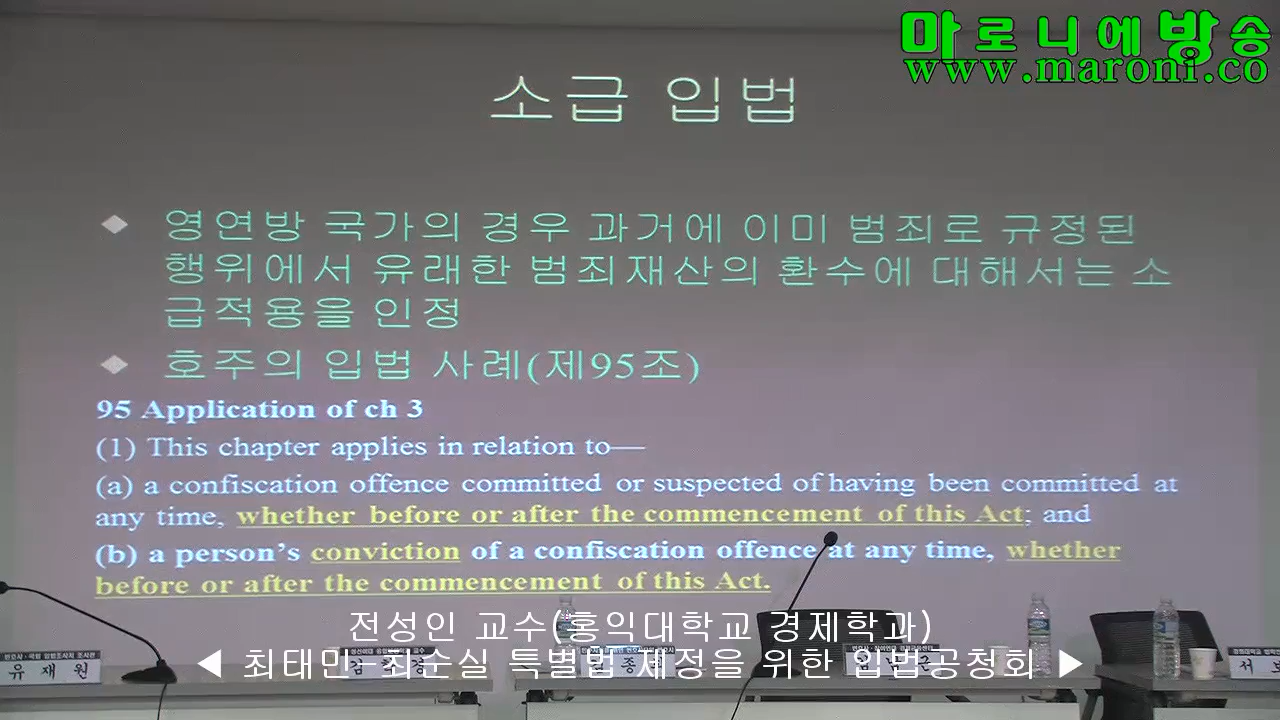 마로니에방송
www.maroni.co
소급 입법
영연방 국가의 경우 과거에 이미 범죄로 규정된
행위에서 유래한 범죄재산의 환수에 대해서는 소
급적용을 인정
호주의 입법 사례(제95조)
95 Application of ch 3
(1) This chapter applies in relation to—
(a) a confiscation offence committed or suspected of having been committed at
any time, whether before or after the commencement of this Act; and
(b) a person's conviction of a confiscation offence at any time, whether
before or after the commencement of this Act.
전성인 교수(홍익대학교 경제학과)
◀ 최태민-최순실 특별법 제정을 위한 입법공청회 ▶
유재원
김
경
종
서